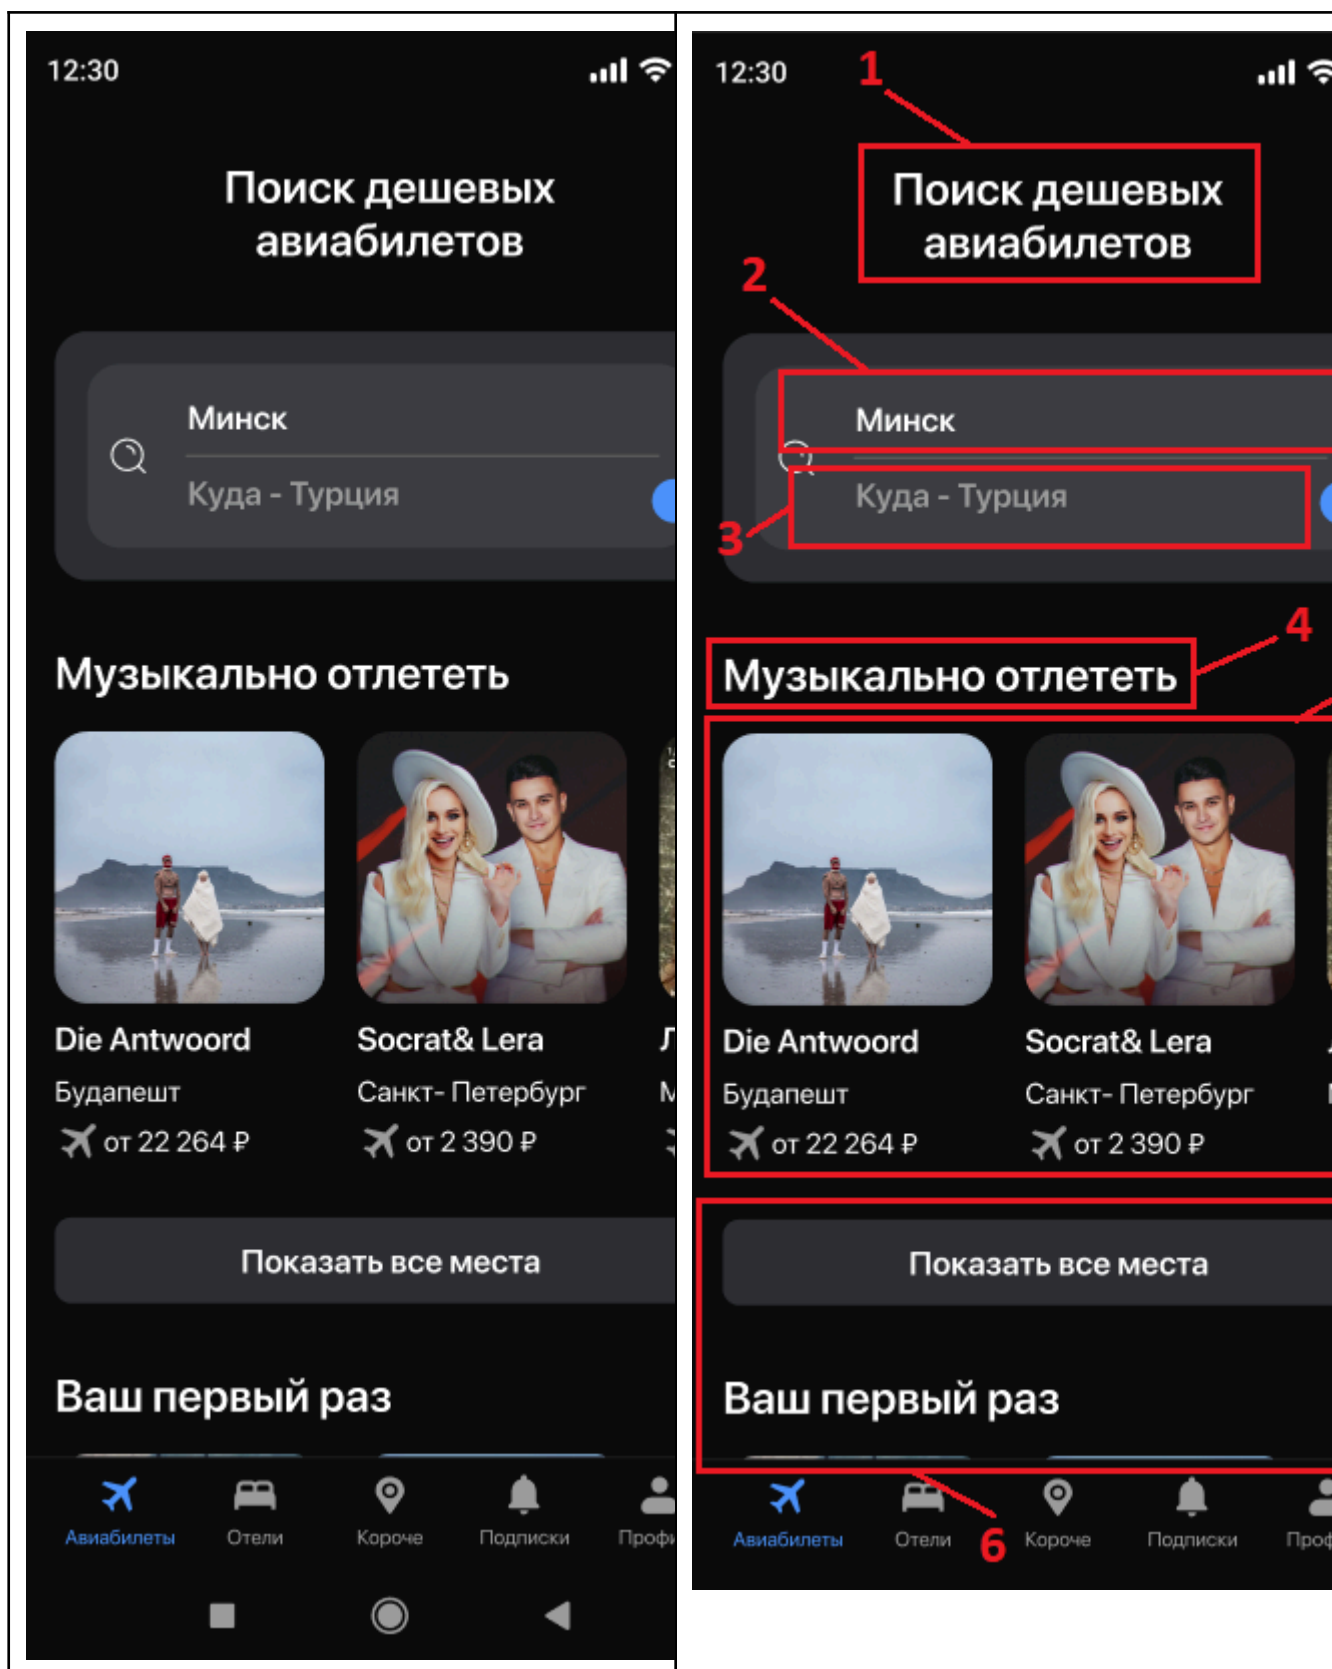 12:30
Поиск дешевых
авиабилетов
Минск
Куда - Турция
Музыкально отлететь
Die Antwoord
Socrat& Lera
Будапешт
Санкт- Петербург
от 22 264 ₽
от 2 390 ₽
Показать все места
Ваш первый раз
Авиабилеты
Отели
Короче
Подписки
12:30
1
Поиск дешевых
авиабилетов
2
Минск
Куда - Турция
3
4
Музыкально отлететь
Die Antwoord
Socrat& Lera
Будапешт
Санкт- Петербург
от 22 264 ₽
от 2 390 ₽
Показать все места
Ваш первый раз
Авиабилеты
Отели
6
Короче
Подписки